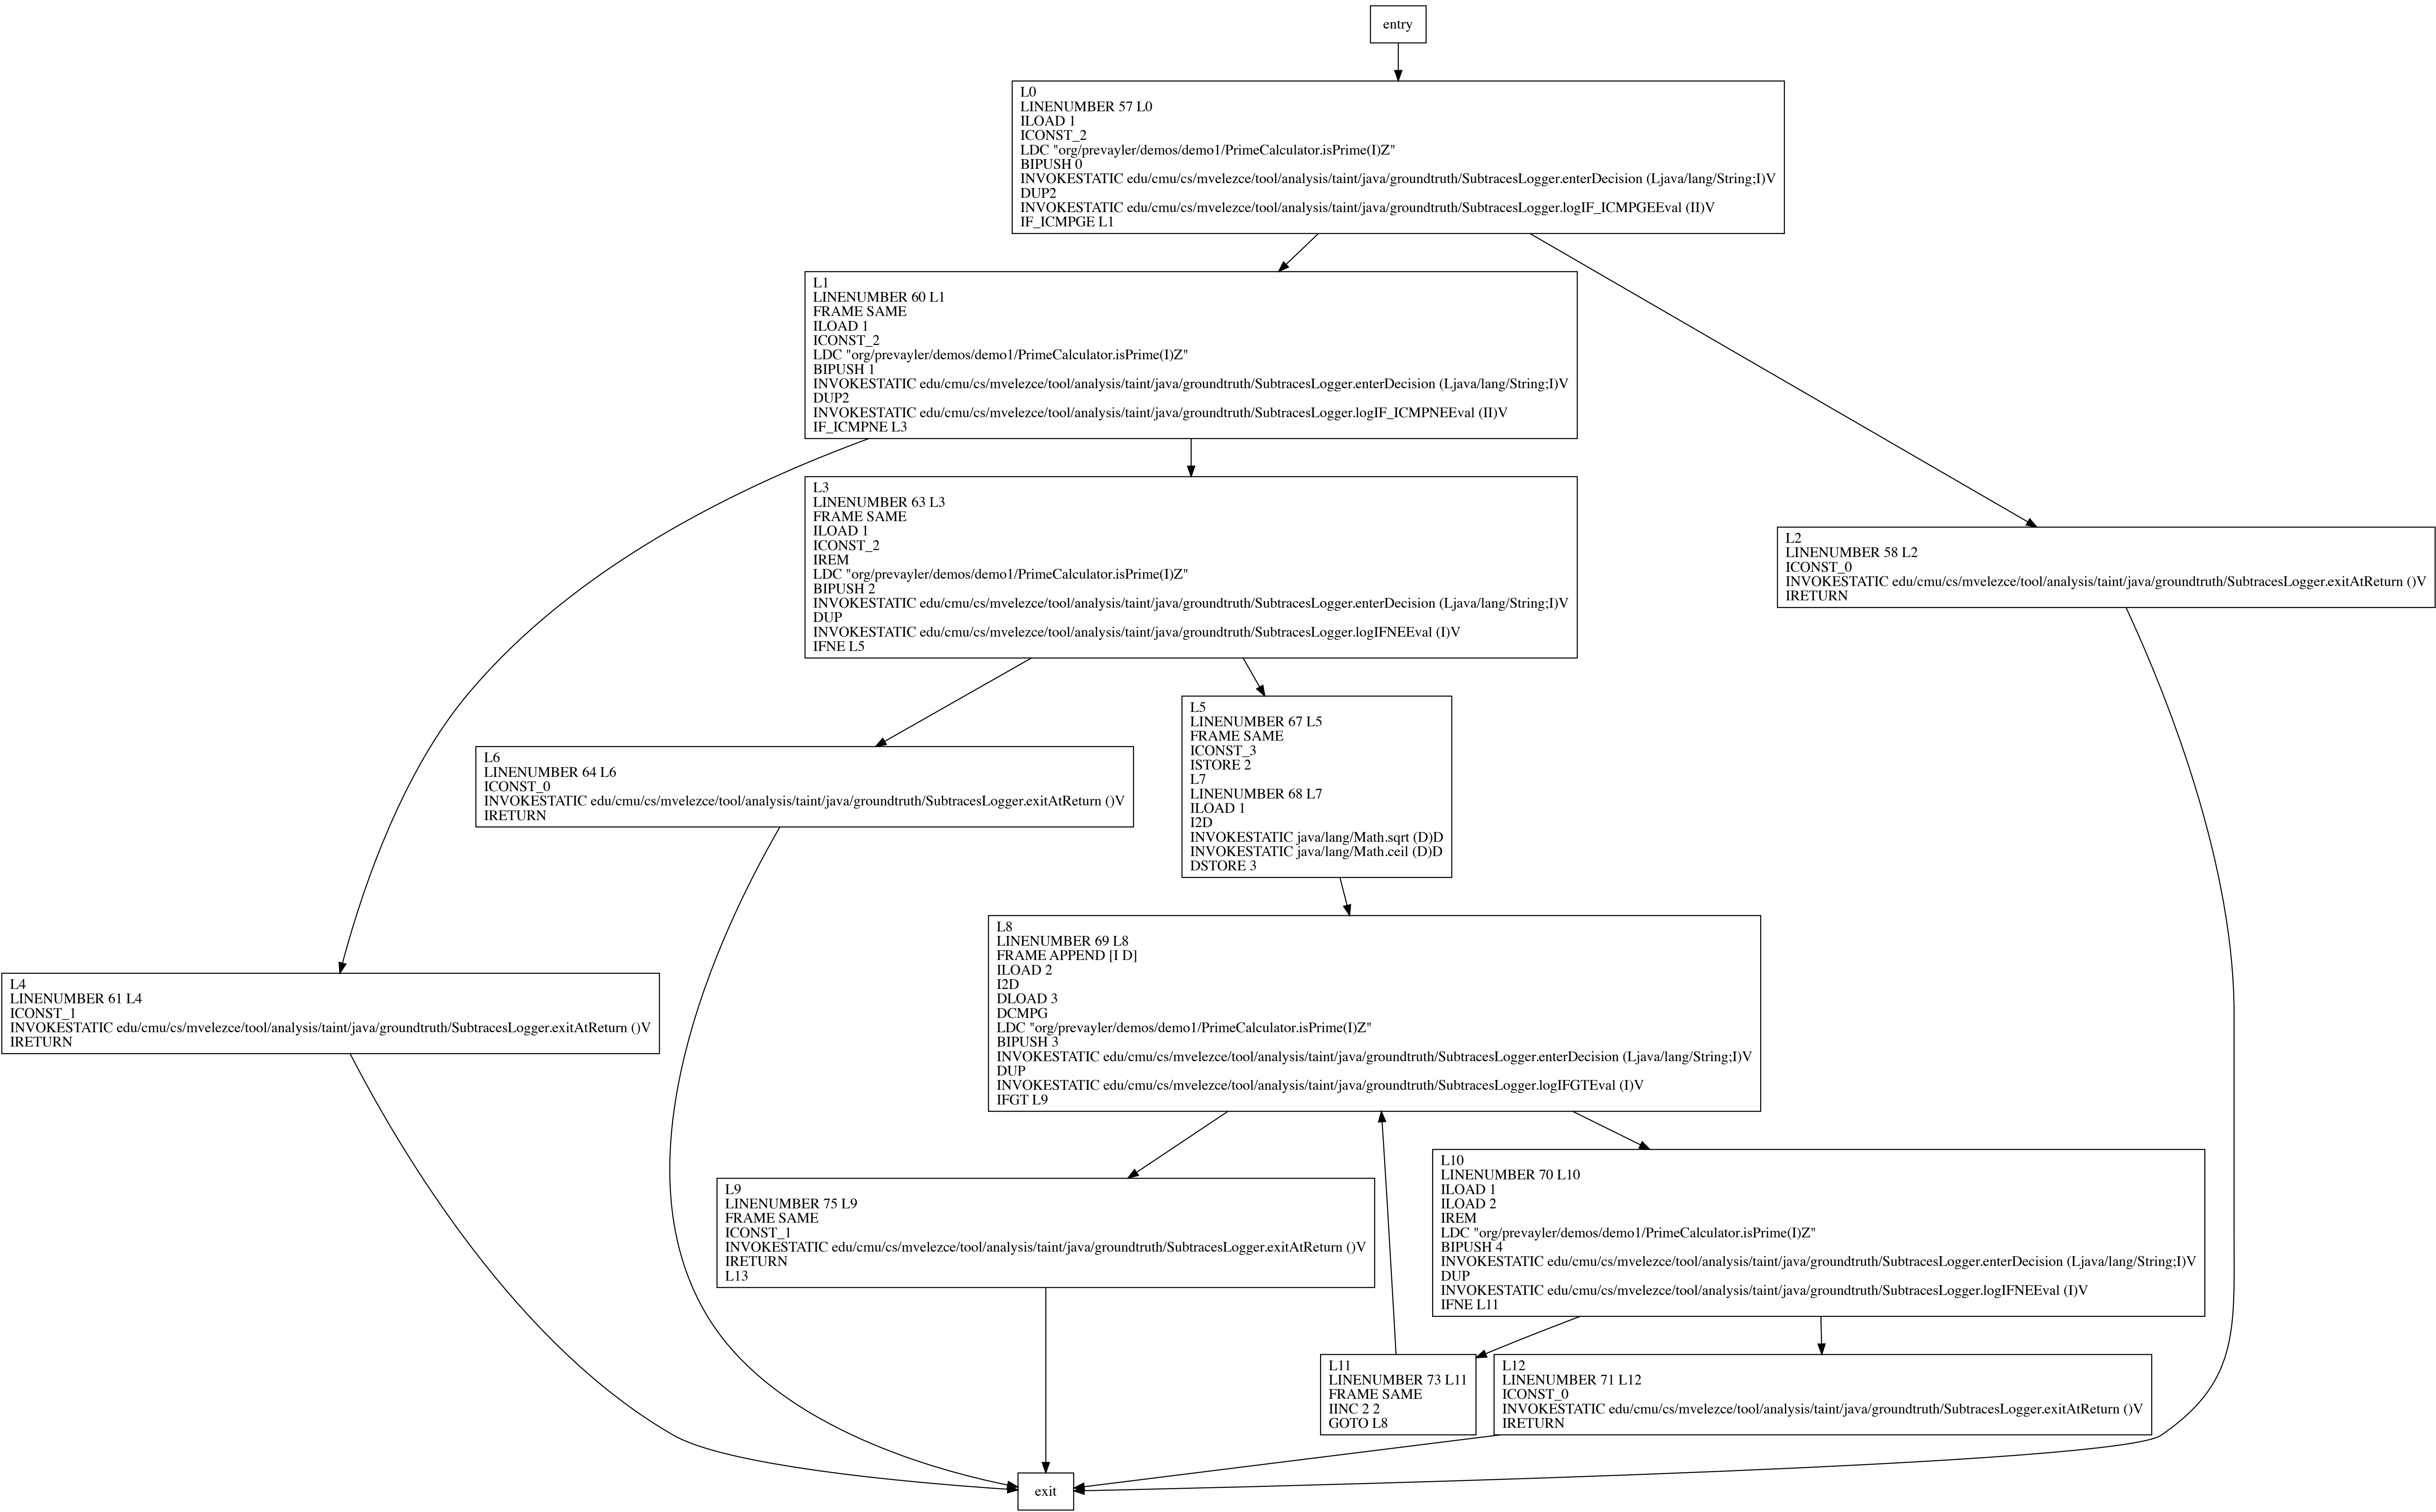 entry
L0
LINENUMBER 57 L0
ILOAD 1
ICONST_2
LDC "org/prevayler/demos/demo1/PrimeCalculator.isPrime(I)Z"
BIPUSH 0
INVOKESTATIC edu/cmu/cs/mvelezce/tool/analysis/taint/java/groundtruth/SubtracesLogger.enterDecision (Ljava/lang/String;I)V
DUP2
INVOKESTATIC edu/cmu/cs/mvelezce/tool/analysis/taint/java/groundtruth/SubtracesLogger.logIF_ICMPGEEval (II)V
IF_ICMPGE L1
L1
LINENUMBER 60 L1
FRAME SAME
ILOAD 1
ICONST_2
LDC "org/prevayler/demos/demo1/PrimeCalculator.isPrime(I)Z"
BIPUSH 1
INVOKESTATIC edu/cmu/cs/mvelezce/tool/analysis/taint/java/groundtruth/SubtracesLogger.enterDecision (Ljava/lang/String;I)V
DUP2
INVOKESTATIC edu/cmu/cs/mvelezce/tool/analysis/taint/java/groundtruth/SubtracesLogger.logIF_ICMPNEEval (II)V
IF_ICMPNE L3
L3
LINENUMBER 63 L3
FRAME SAME
ILOAD 1
ICONST_2
IREM
LDC "org/prevayler/demos/demo1/PrimeCalculator.isPrime(I)Z"
BIPUSH 2
INVOKESTATIC edu/cmu/cs/mvelezce/tool/analysis/taint/java/groundtruth/SubtracesLogger.enterDecision (Ljava/lang/String;I)V
DUP
INVOKESTATIC edu/cmu/cs/mvelezce/tool/analysis/taint/java/groundtruth/SubtracesLogger.logIFNEEval (I)V
IFNE L5
L2
LINENUMBER 58 L2
ICONST_0
INVOKESTATIC edu/cmu/cs/mvelezce/tool/analysis/taint/java/groundtruth/SubtracesLogger.exitAtReturn ()V
IRETURN
L6
LINENUMBER 64 L6
ICONST_0
INVOKESTATIC edu/cmu/cs/mvelezce/tool/analysis/taint/java/groundtruth/SubtracesLogger.exitAtReturn ()V
IRETURN
L5
LINENUMBER 67 L5
FRAME SAME
ICONST_3
ISTORE 2
L7
LINENUMBER 68 L7
ILOAD 1
I2D
INVOKESTATIC java/lang/Math.sqrt (D)D
INVOKESTATIC java/lang/Math.ceil (D)D
DSTORE 3
L4
LINENUMBER 61 L4
ICONST_1
INVOKESTATIC edu/cmu/cs/mvelezce/tool/analysis/taint/java/groundtruth/SubtracesLogger.exitAtReturn ()V
IRETURN
L8
LINENUMBER 69 L8
FRAME APPEND [I D]
ILOAD 2
I2D
DLOAD 3
DCMPG
LDC "org/prevayler/demos/demo1/PrimeCalculator.isPrime(I)Z"
BIPUSH 3
INVOKESTATIC edu/cmu/cs/mvelezce/tool/analysis/taint/java/groundtruth/SubtracesLogger.enterDecision (Ljava/lang/String;I)V
DUP
INVOKESTATIC edu/cmu/cs/mvelezce/tool/analysis/taint/java/groundtruth/SubtracesLogger.logIFGTEval (I)V
IFGT L9
L9
LINENUMBER 75 L9
FRAME SAME
ICONST_1
INVOKESTATIC edu/cmu/cs/mvelezce/tool/analysis/taint/java/groundtruth/SubtracesLogger.exitAtReturn ()V
IRETURN
L13
L10
LINENUMBER 70 L10
ILOAD 1
ILOAD 2
IREM
LDC "org/prevayler/demos/demo1/PrimeCalculator.isPrime(I)Z"
BIPUSH 4
INVOKESTATIC edu/cmu/cs/mvelezce/tool/analysis/taint/java/groundtruth/SubtracesLogger.enterDecision (Ljava/lang/String;I)V
DUP
INVOKESTATIC edu/cmu/cs/mvelezce/tool/analysis/taint/java/groundtruth/SubtracesLogger.logIFNEEval (I)V
IFNE L11
L11
LINENUMBER 73 L11
FRAME SAME
IINC 2 2
GOTO L8
L12
LINENUMBER 71 L12
ICONST_0
INVOKESTATIC edu/cmu/cs/mvelezce/tool/analysis/taint/java/groundtruth/SubtracesLogger.exitAtReturn ()V
IRETURN
exit